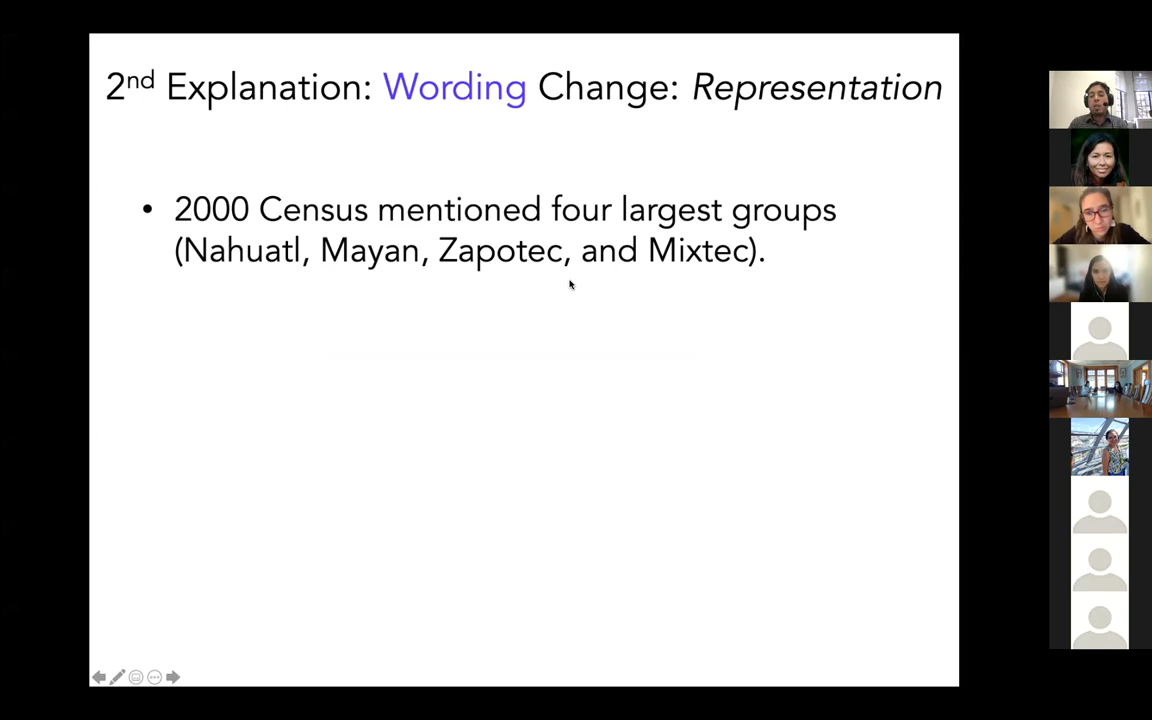 2nd Explanation: Wording Change: Representation
• 2000 Census mentioned four largest groups
(Nahuatl, Mayan, Zapotec, and Mixtec).